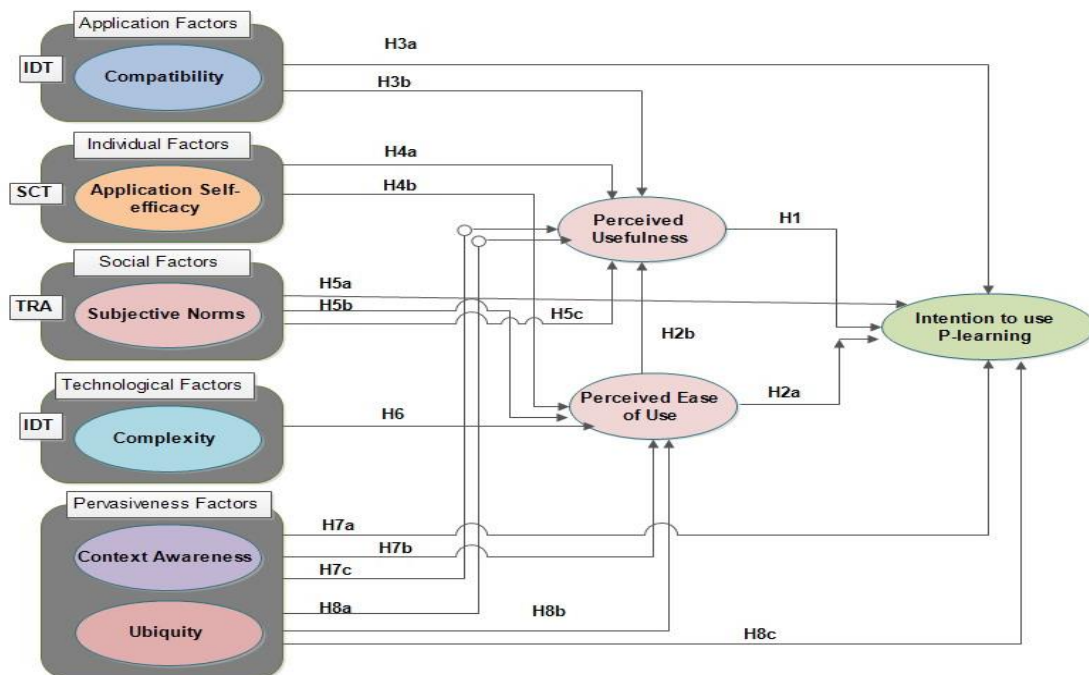 Application Factors
IDT
Compatibility
H3a
H3b
Individual Factors
SCT
Application Self-
efficacy
H4a
H4b
Perceived
Usefulness
H1
Social Factors
TRA
Subjective Norms
H5a
H5b
H5c
H2b
Intention to use
P-learning
Technological Factors
IDT
Complexity
H6
Perceived Ease
of Use
H2a
Pervasiveness Factors
Context Awareness
H7a
H7b
H7c
Ubiquity
H8a
H8b
H8c